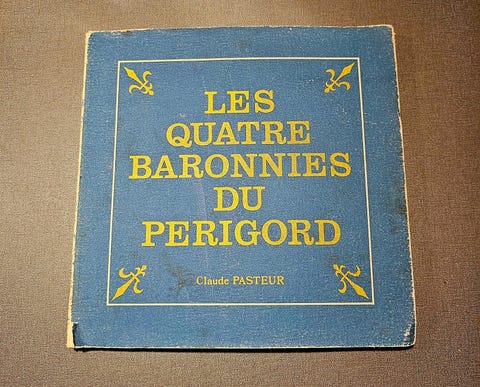 LES
QUATRE
BARONNIES
DU
PERIGORD
Claude PASTEUR